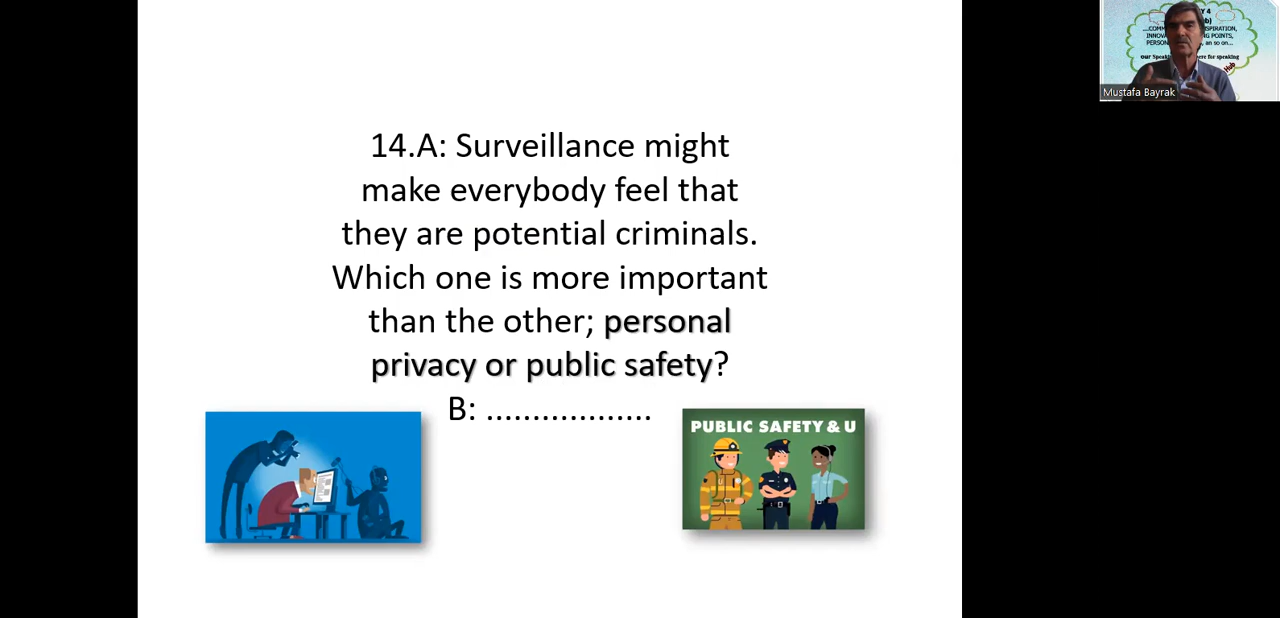 14.A: Surveillance might
make everybody feel that
they are potential criminals.
Which one is more important
than the other; personal
privacy or public safety?
B: ..................
PUBLIC SAFETY & U
Mustafa Bayrak